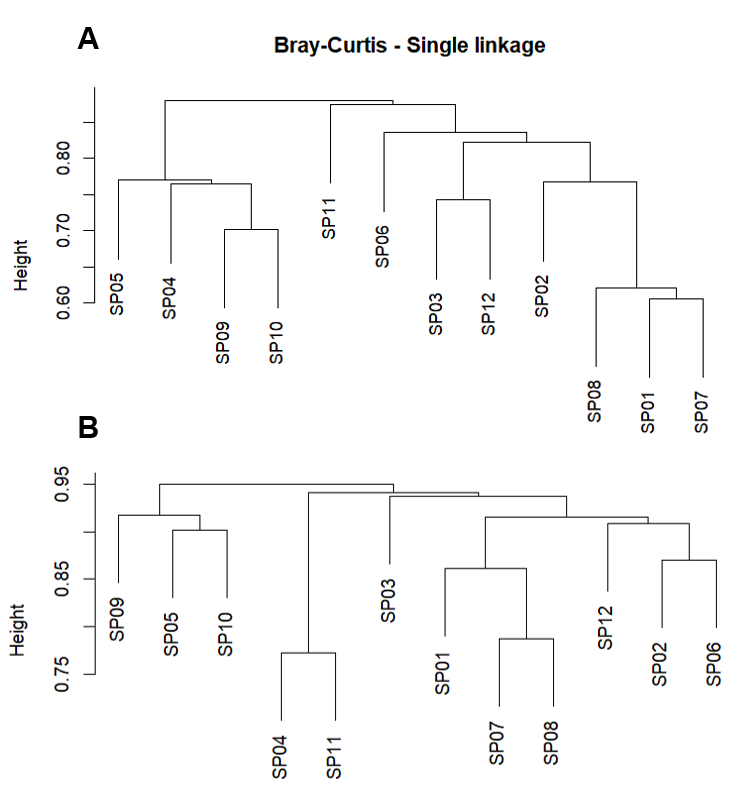 A
Bray-Curtis - Single linkage
Height
0.80
0.70
0.60
SP11
SP06
SP05
SP04
SP03
SP12
SP02
SP09
SP10
SP08
SP01
SP07
B
Height
0.95
0.85
0.75
SP03
SP09
SP05
SP10
SP12
SP01
SP02
SP06
SP04
SP11
SP07
SP08